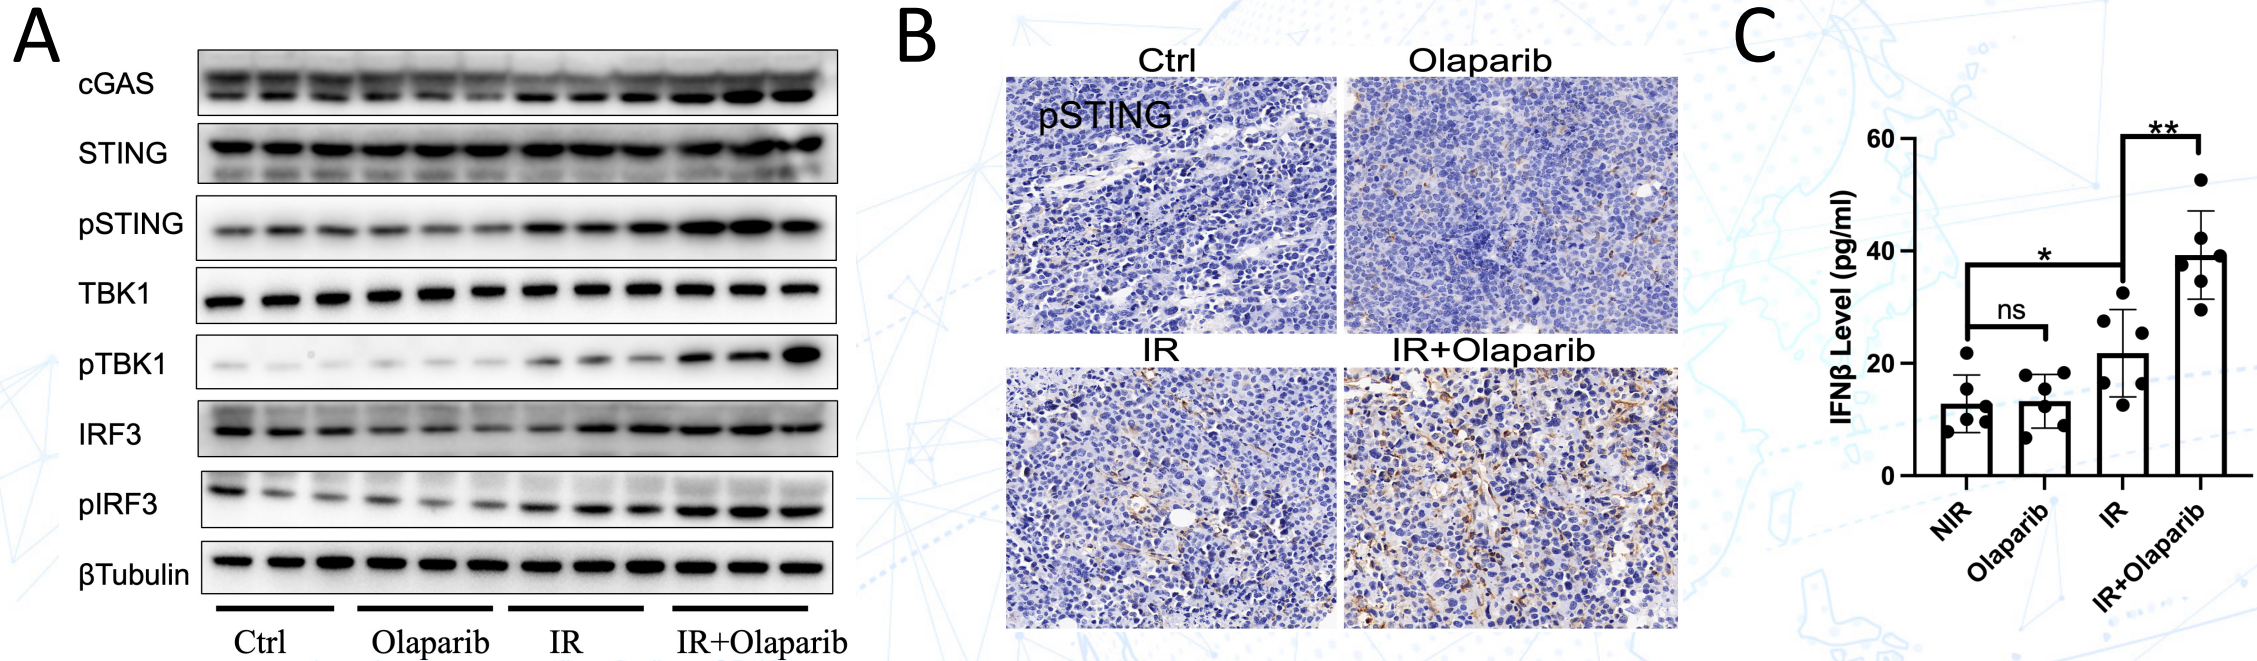 A
cGAS
STING
pSTING
TBK1
pTBK1
IRF3
pIRF3
βTubulin
Ctrl Olaparib IR IR+Olaparib
B
Ctrl Olaparib
pSTING
IR IR+Olaparib
C
IFNβ Level (pg/ml)
60
40
20
0
**
*
ns
NIR
Olaparib
IR
IR+Olaparib